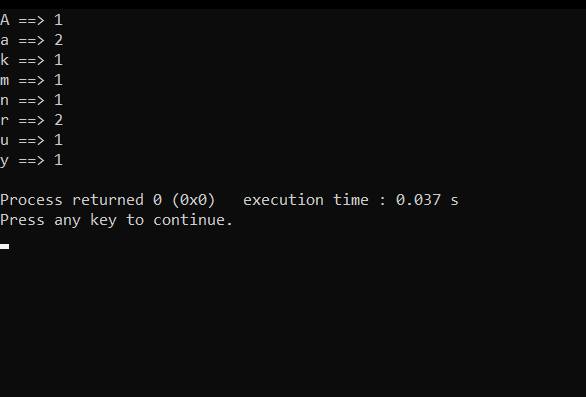 A ==> 1
a ==> 2
k ==> 1
m ==> 1
n ==> 1
r ==> 2
u ==> 1
y ==> 1
Process returned 0 (0x0)   execution time : 0.037 s
Press any key to continue.